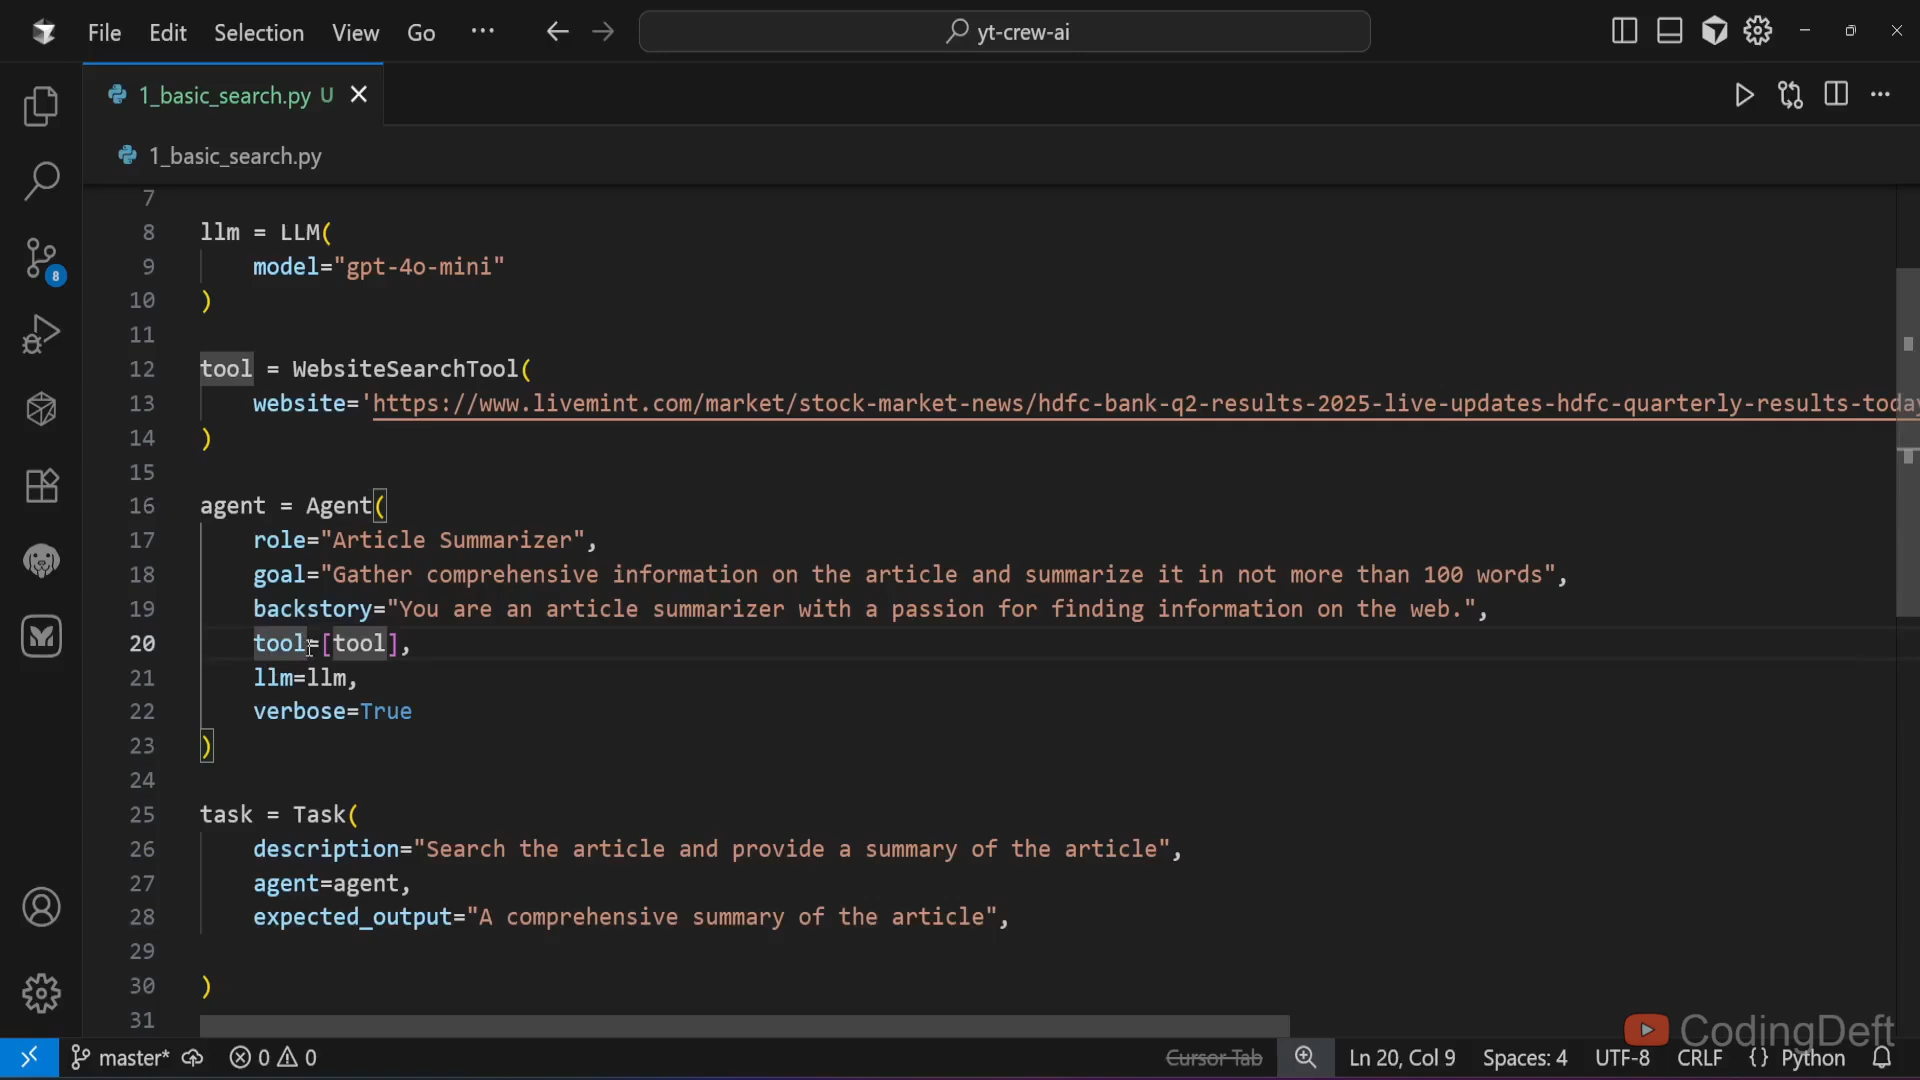 File Edit Selection View Go ··· yt-crew-ai
1_basic_search.py U
1_basic_search.py
7
8 llm = LLM(
9 model="gpt-4o-mini"
10 )
11
12 tool = WebsiteSearchTool(
13 website='https://www.livemint.com/market/stock-market-news/hdfc-bank-q2-results-2025-live-updates-hdfc-quarterly-results-today
14 )
15
16 agent = Agent(
17 role="Article Summarizer",
18 goal="Gather comprehensive information on the article and summarize it in not more than 100 words",
19 backstory="You are an article summarizer with a passion for finding information on the web.",
20 tool=[tool],
21 llm=llm,
22 verbose=True
23 )
24
25 task = Task(
26 description="Search the article and provide a summary of the article",
27 agent=agent,
28 expected_output="A comprehensive summary of the article",
29
30 )
31
8
CodingDeft
master* 0 0 Cursor Tab Ln 20, Col 9 Spaces: 4 UTF-8 CRLF {} Python